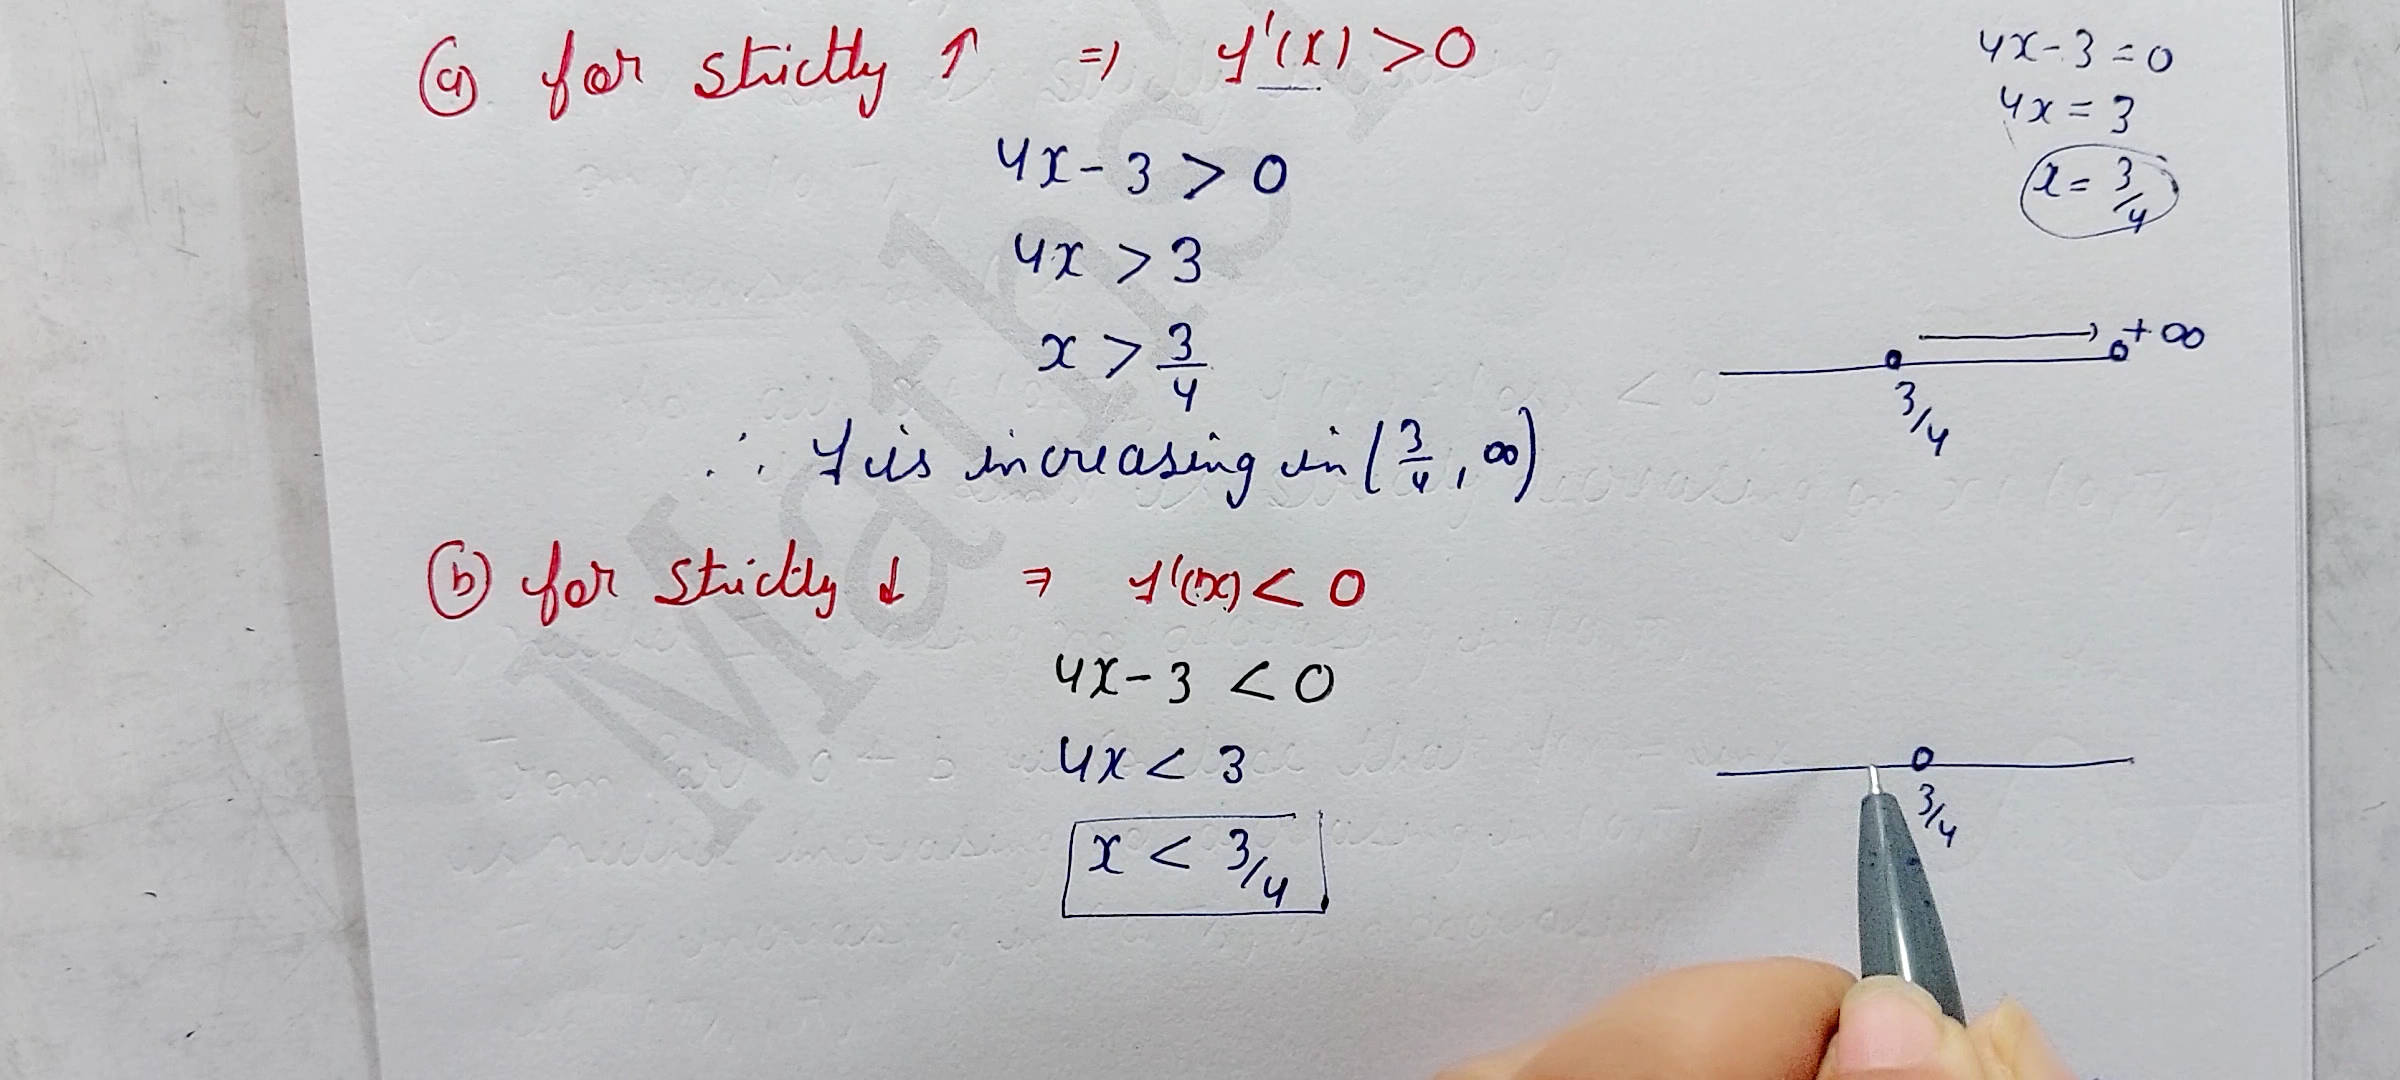 (a) for strictly ↑ ⇒ f'(x) > 0
4x - 3 > 0
4x > 3
x > 3/4
∴ f is increasing in (3/4, ∞)
4x - 3 = 0
4x = 3
x = 3/4
+∞
3/4
(b) for strictly ↓ ⇒ f'(x) < 0
4x - 3 < 0
4x < 3
x < 3/4
3/4
Maths